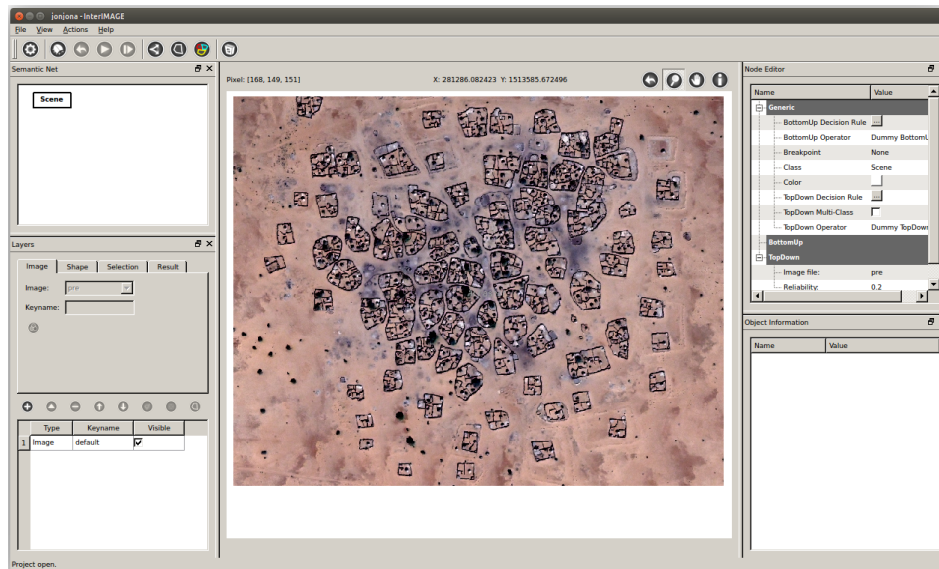 jonjona - InterIMAGE
File View Actions Help
Semantic Net
Scene
Layers
Image Shape Selection Result
Image: pre
Keyname:
Type Keyname Visible
1 Image default
Project open.
Pixel: [168, 149, 151] X: 281286.082423 Y: 1513585.672496
Node Editor
Name Value
Generic
BottomUp Decision Rule ...
BottomUp Operator Dummy BottomU
Breakpoint None
Class Scene
Color
TopDown Decision Rule ...
TopDown Multi-Class
TopDown Operator Dummy TopDown
BottomUp
TopDown
Image file: pre
Reliability: 0.2
Object Information
Name Value